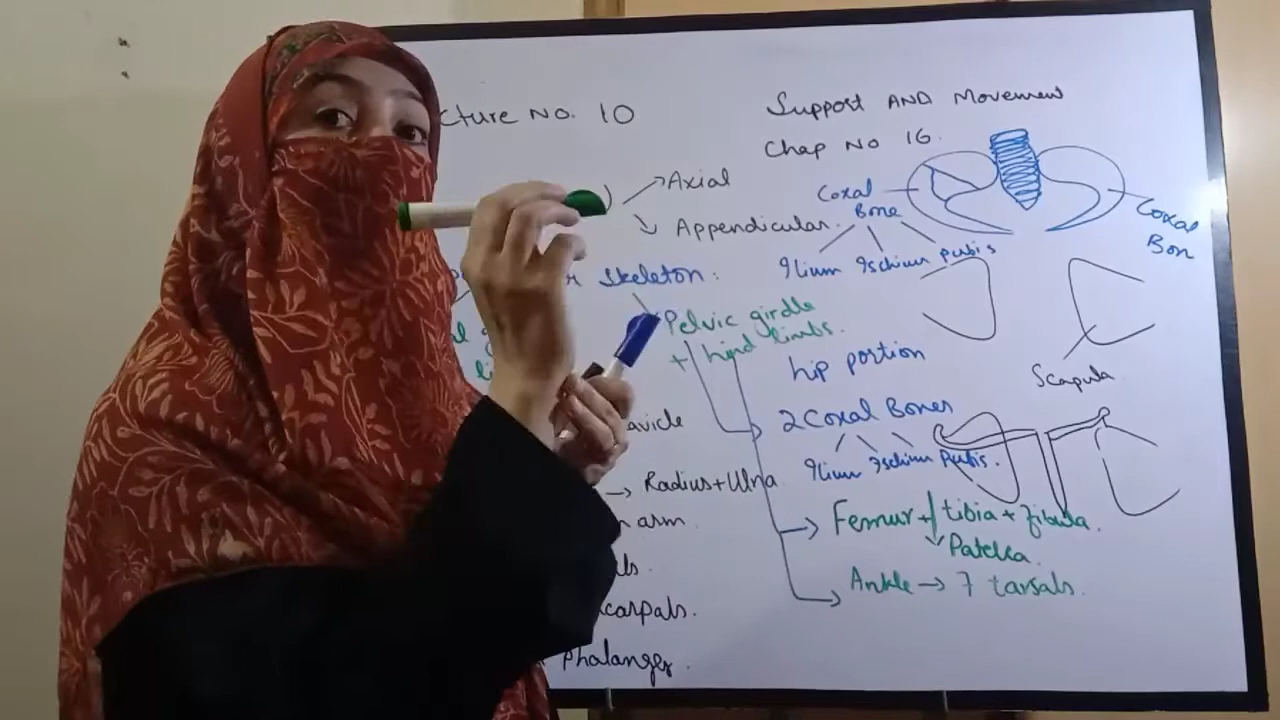 cture No. 10
Support AND Movement
Chap No 16.
Axial
Appendicular.
Coxal
Bone
Coxal
Bon
Ilium Ischium pubis
r skeleton:
Pelvic girdle
+ hind limbs.
hip portion
Scapula
avicle
2 Coxal Bones
Ilium Ischium pubis.
→ Radius+Ulna
arm
Femur + tibia + fibula.
Patella
ls.
Ankle → 7 tarsals.
carpals.
Phalanges.